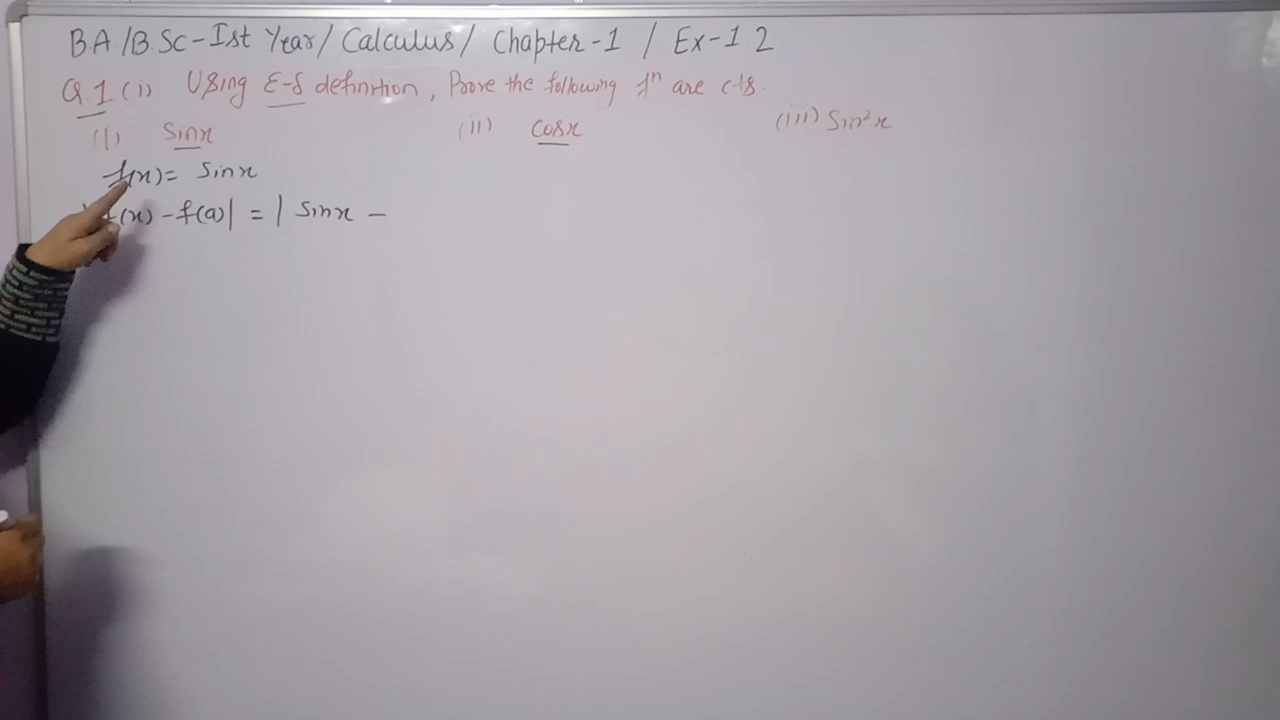 B.A./B.Sc-Ist Year/ Calculus/ Chapter-1 / Ex-1.2
Q.1 (i) Using ε-δ definition, Prove the following fⁿ are cts.
(i) Sinx (ii) cosx (iii) Sin²x
f(x) = Sinx
f(x) - f(a)| = | Sinx -